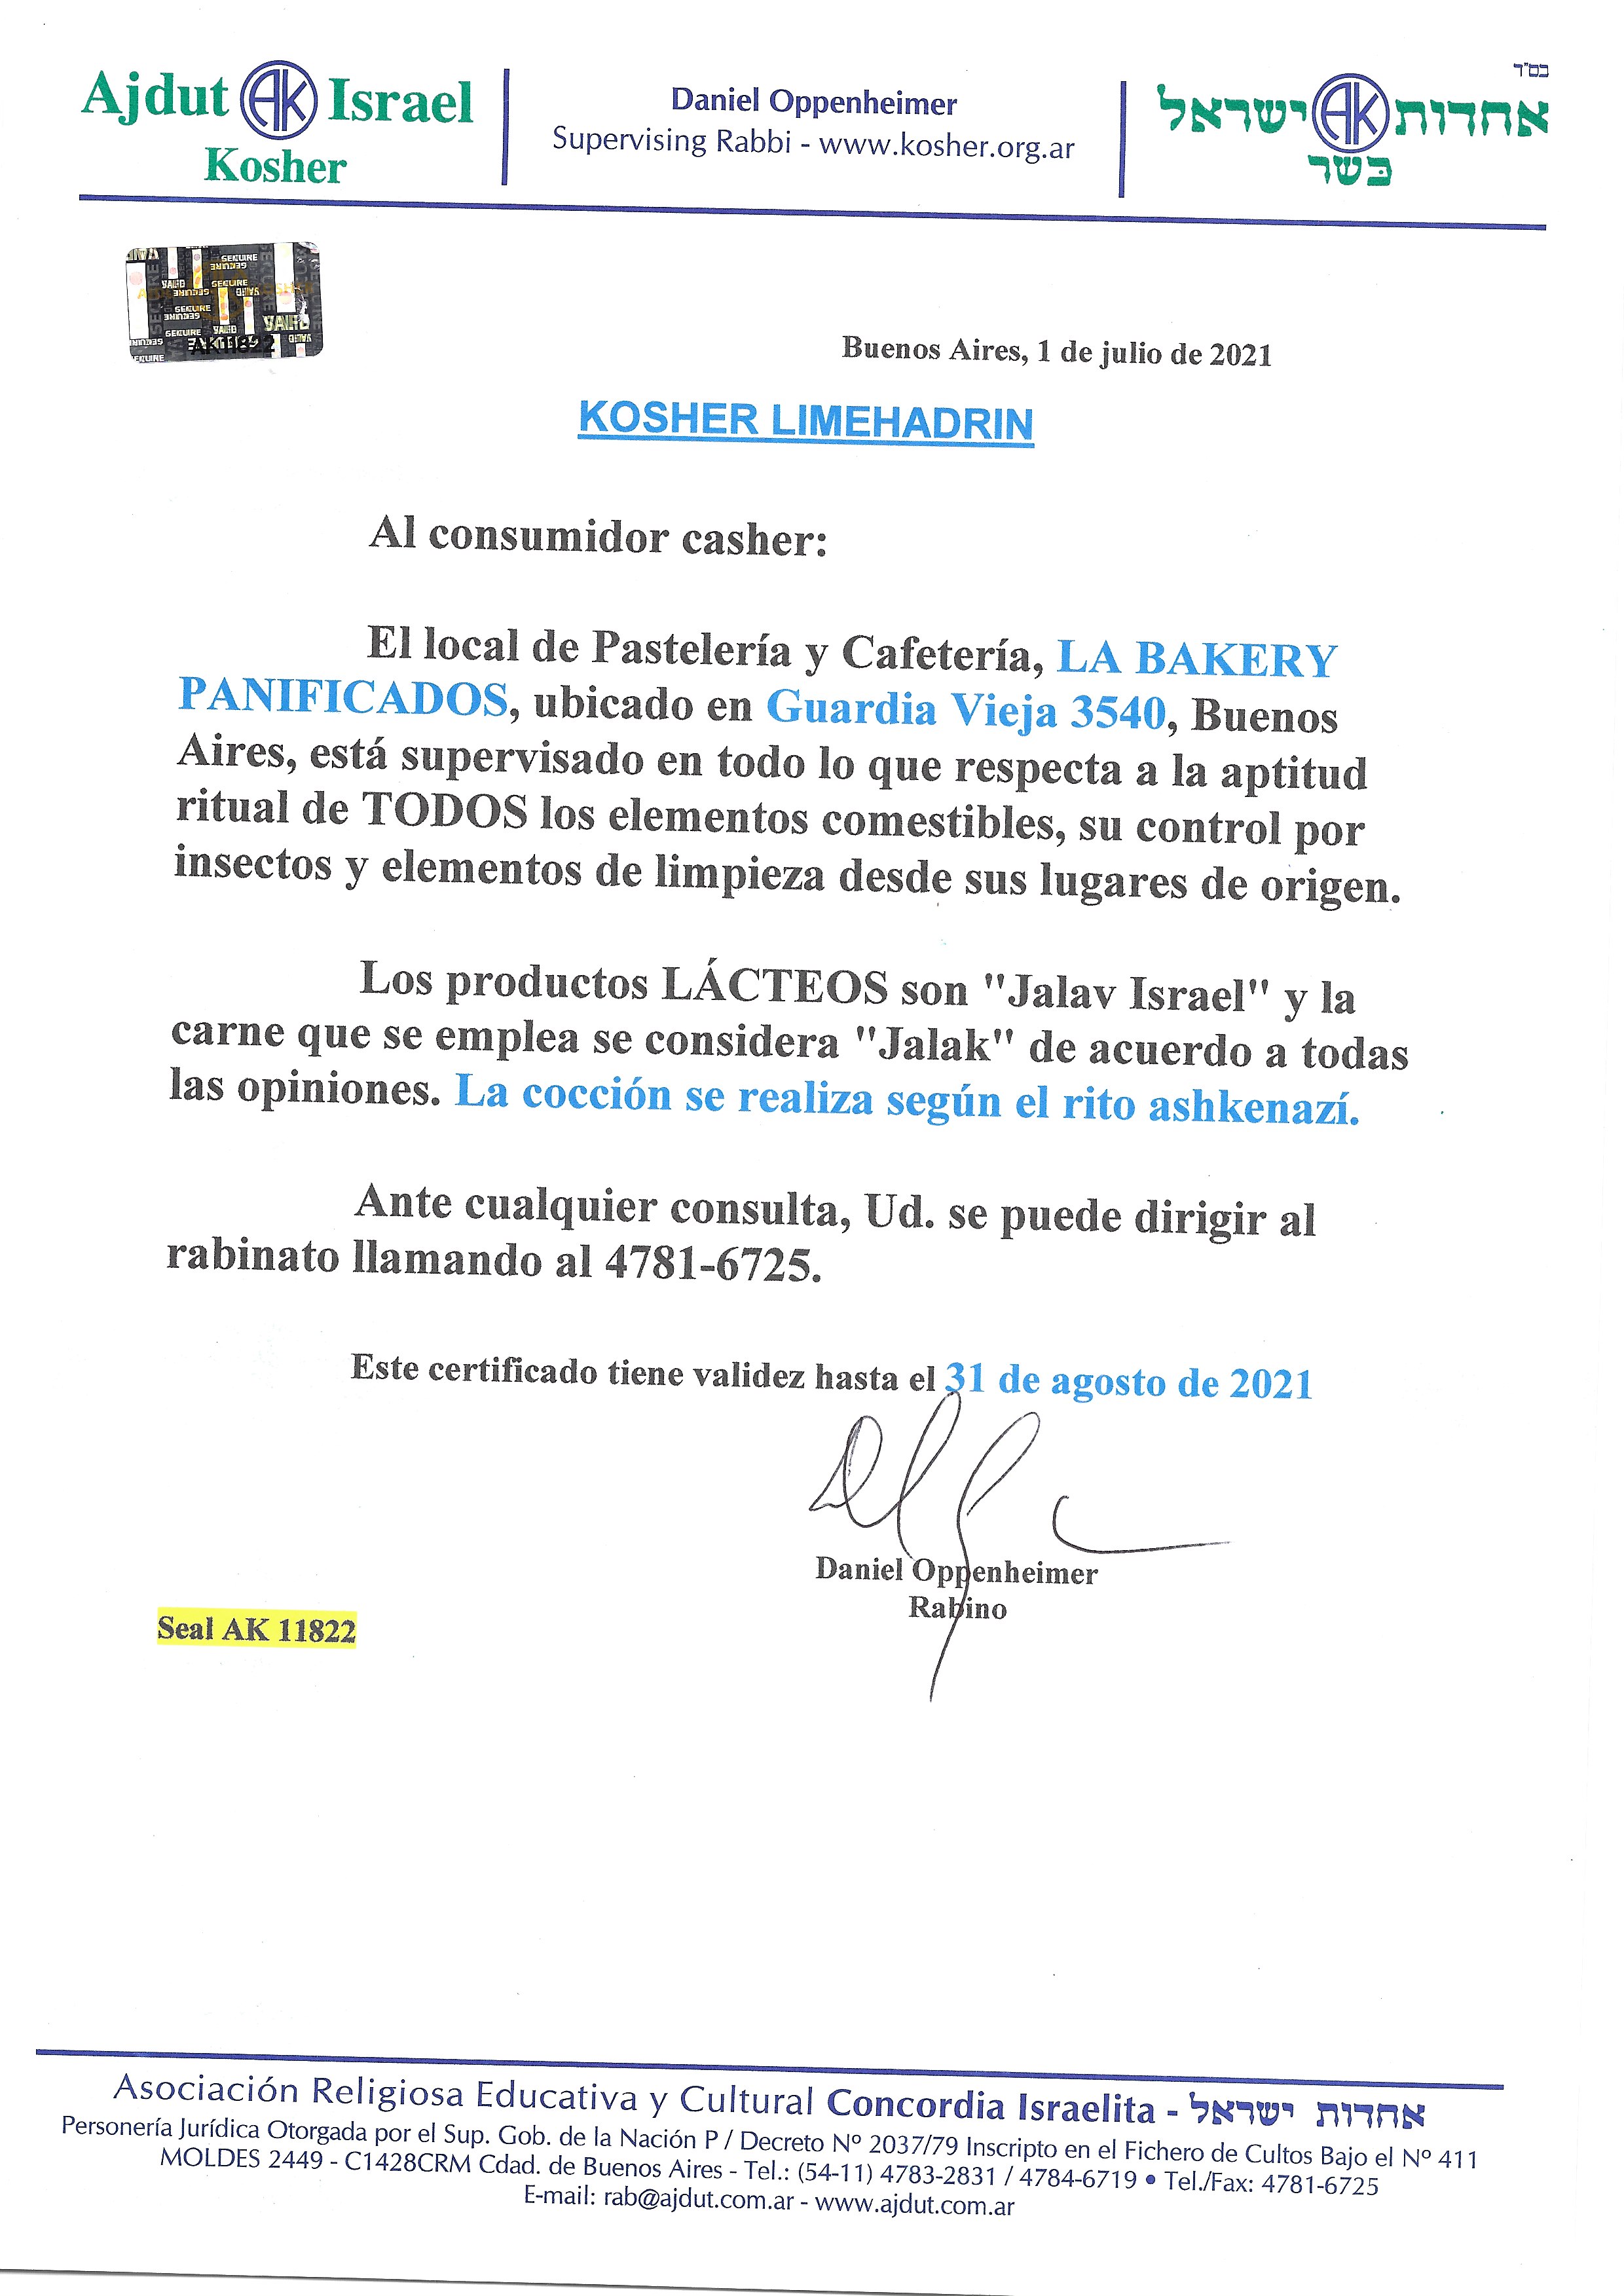 בס"ד
Ajdut AK Israel
Kosher
Daniel Oppenheimer
Supervising Rabbi - www.kosher.org.ar
אחדות AK ישראל
כשר
AK11822
Buenos Aires, 1 de julio de 2021
KOSHER LIMEHADRIN
Al consumidor casher:
El local de Pastelería y Cafetería, LA BAKERY
PANIFICADOS, ubicado en Guardia Vieja 3540, Buenos
Aires, está supervisado en todo lo que respecta a la aptitud
ritual de TODOS los elementos comestibles, su control por
insectos y elementos de limpieza desde sus lugares de origen.
Los productos LÁCTEOS son "Jalav Israel" y la
carne que se emplea se considera "Jalak" de acuerdo a todas
las opiniones. La cocción se realiza según el rito ashkenazí.
Ante cualquier consulta, Ud. se puede dirigir al
rabinato llamando al 4781-6725.
Este certificado tiene validez hasta el 31 de agosto de 2021
Daniel Oppenheimer
Rabino
Seal AK 11822
Asociación Religiosa Educativa y Cultural Concordia Israelita - אחדות ישראל
Personería Jurídica Otorgada por el Sup. Gob. de la Nación P / Decreto Nº 2037/79 Inscripto en el Fichero de Cultos Bajo el Nº 411
MOLDES 2449 - C1428CRM Cdad. de Buenos Aires - Tel.: (54-11) 4783-2831 / 4784-6719 • Tel./Fax: 4781-6725
E-mail: rab@ajdut.com.ar - www.ajdut.com.ar